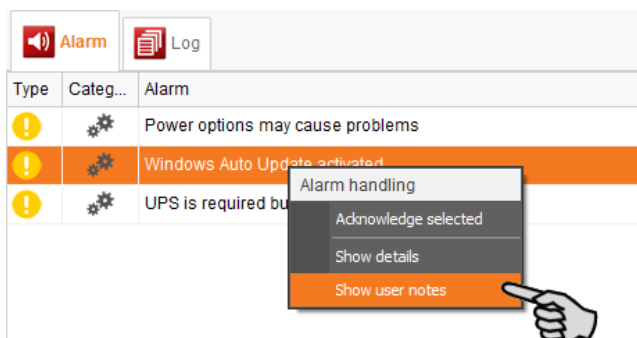 Alarm Log
Type Categ... Alarm
Power options may cause problems
Windows Auto Update activated
UPS is required bu
Alarm handling
Acknowledge selected
Show details
Show user notes